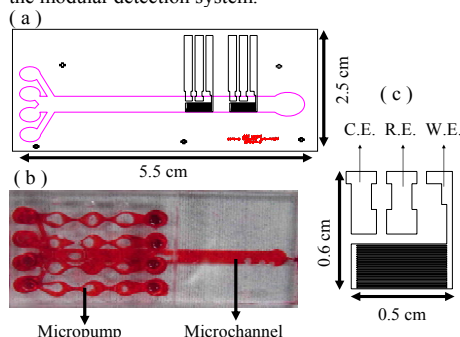 the modular detection system.
( a )
2.5 cm
5.5 cm
( c )
C.E. R.E. W.E.
0.6 cm
0.5 cm
( b )
Micropump Microchannel